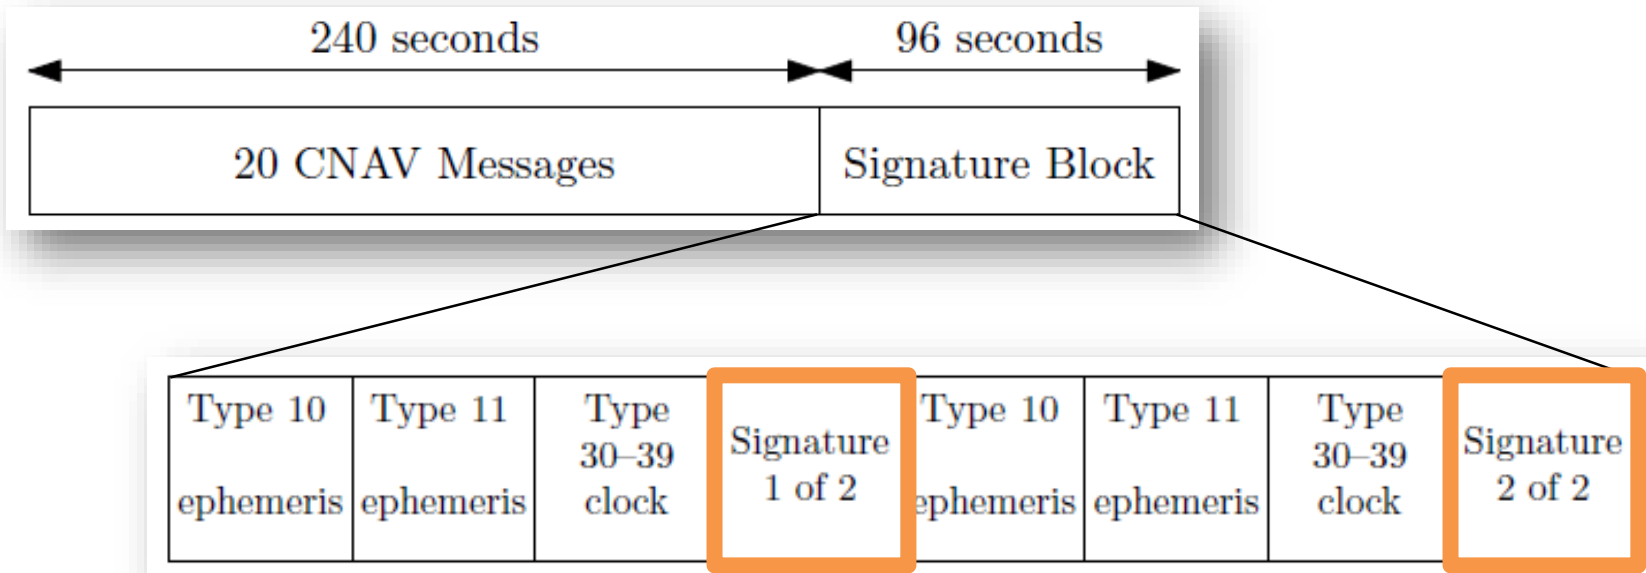 240 seconds
96 seconds
20 CNAV Messages
Signature Block
Type 10
ephemeris
Type 11
ephemeris
Type
30–39
clock
Signature
1 of 2
Type 10
ephemeris
Type 11
ephemeris
Type
30–39
clock
Signature
2 of 2